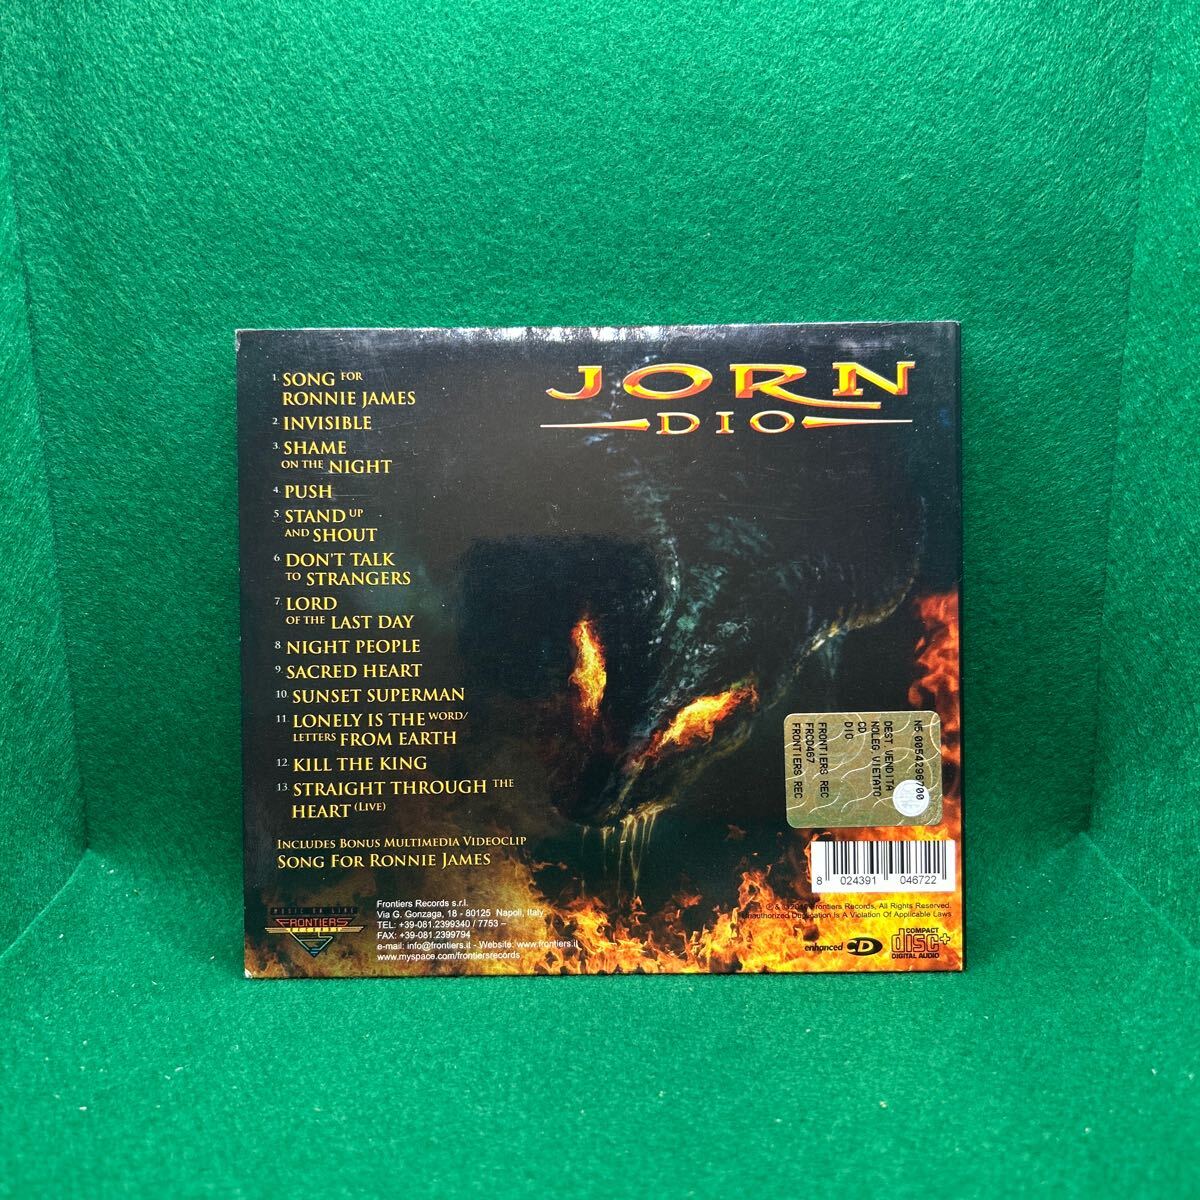 JORN
DIO
1. SONG FOR
RONNIE JAMES
2. INVISIBLE
3. SHAME
ON THE NIGHT
4. PUSH
5. STAND UP
AND SHOUT
6. DON'T TALK
TO STRANGERS
7. LORD
OF THE LAST DAY
8. NIGHT PEOPLE
9. SACRED HEART
10. SUNSET SUPERMAN
11. LONELY IS THE WORD/
LETTERS FROM EARTH
12. KILL THE KING
13. STRAIGHT THROUGH THE
HEART (LIVE)
INCLUDES BONUS MULTIMEDIA VIDEOCLIP
SONG FOR RONNIE JAMES
N5 0054296700
DEST. VENDITA
NOLEG.VIETATO
CD
DIO
FRONTIERS REC
FRCD467
FRONTIERS REC
8 024391 046722
FRONTIERS
RECORDS
Frontiers Records s.r.l.
Via G. Gonzaga, 18 - 80125 Napoli, Italy
TEL: +39-081.2399340 / 7753 –
FAX: +39-081.2399794
e-mail: info@frontiers.it - Website: www.frontiers.it
www.myspace.com/frontiersrecords
Frontiers Records, All Rights Reserved.
Unauthorized Duplication Is A Violation Of Applicable Laws
enhanced CD
COMPACT
disc+
DIGITAL AUDIO